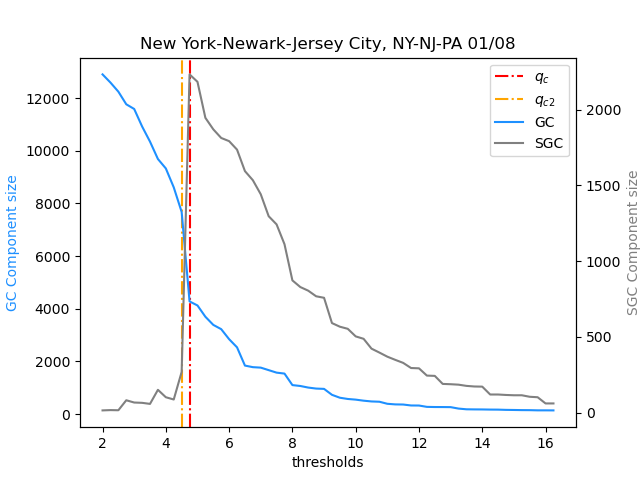 New York-Newark-Jersey City, NY-NJ-PA 01/08
GC Component size
12000
10000
8000
6000
4000
2000
0
2000
1500
1000
500
0
SGC Component size
q_c
q_{c2}
GC
SGC
2 4 6 8 10 12 14 16
thresholds